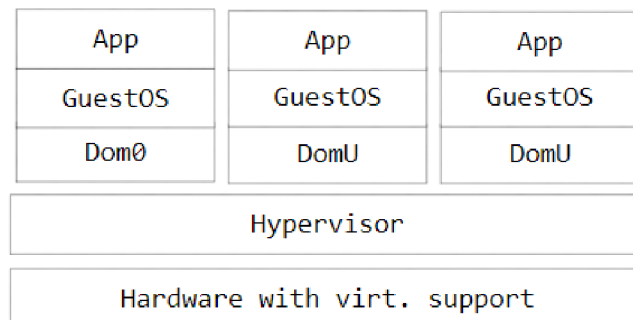 App App App
GuestOS GuestOS GuestOS
Dom0 DomU DomU
Hypervisor
Hardware with virt. support